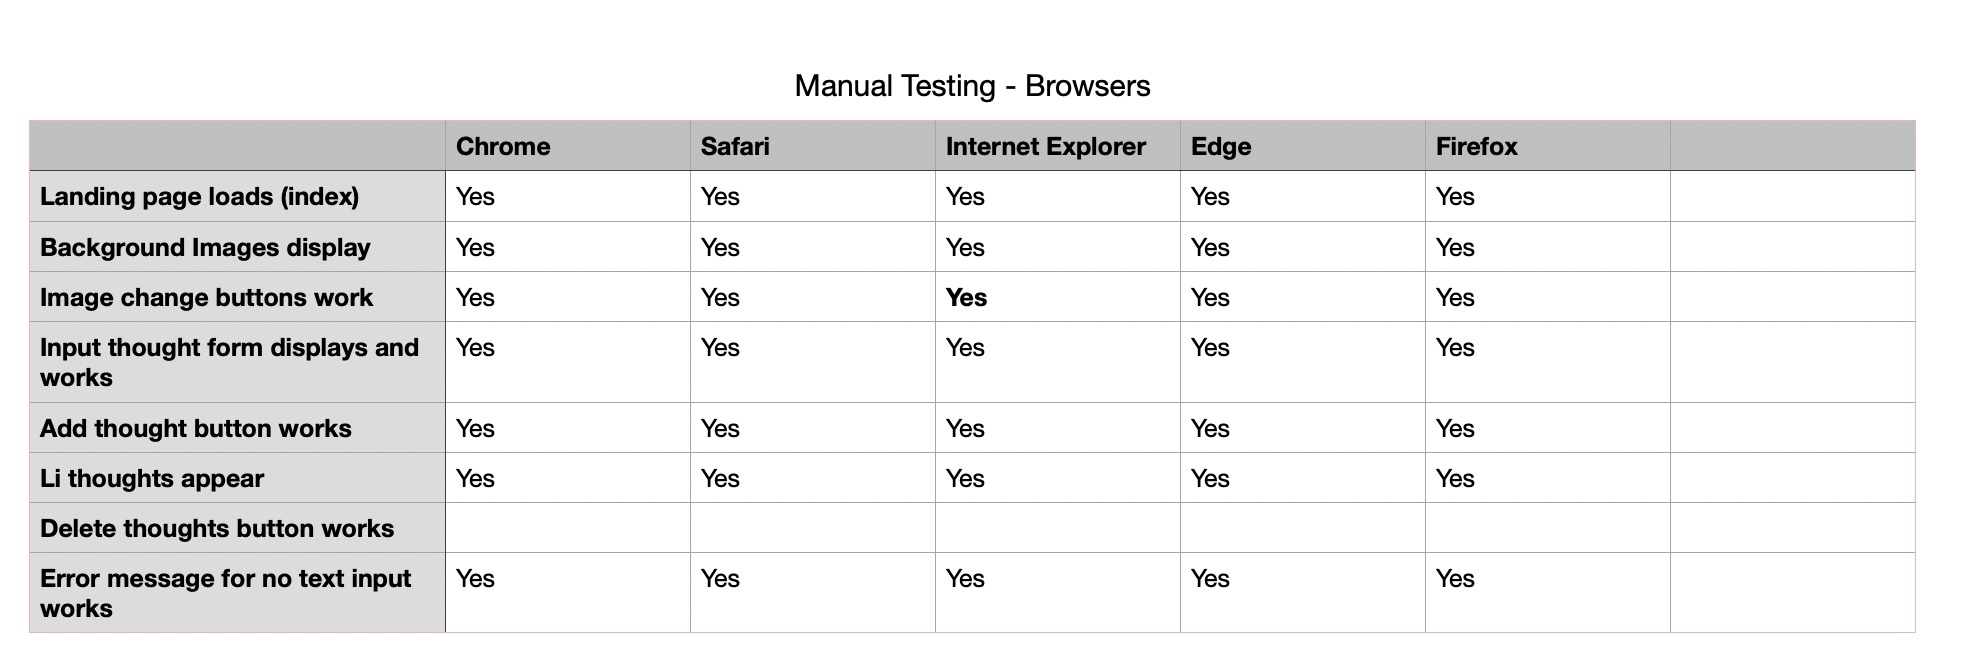 Manual Testing - Browsers
Chrome Safari Internet Explorer Edge Firefox
Landing page loads (index) Yes Yes Yes Yes Yes
Background Images display Yes Yes Yes Yes Yes
Image change buttons work Yes Yes Yes Yes Yes
Input thought form displays and Yes Yes Yes Yes Yes
works
Add thought button works Yes Yes Yes Yes Yes
Li thoughts appear Yes Yes Yes Yes Yes
Delete thoughts button works
Error message for no text input Yes Yes Yes Yes Yes
works